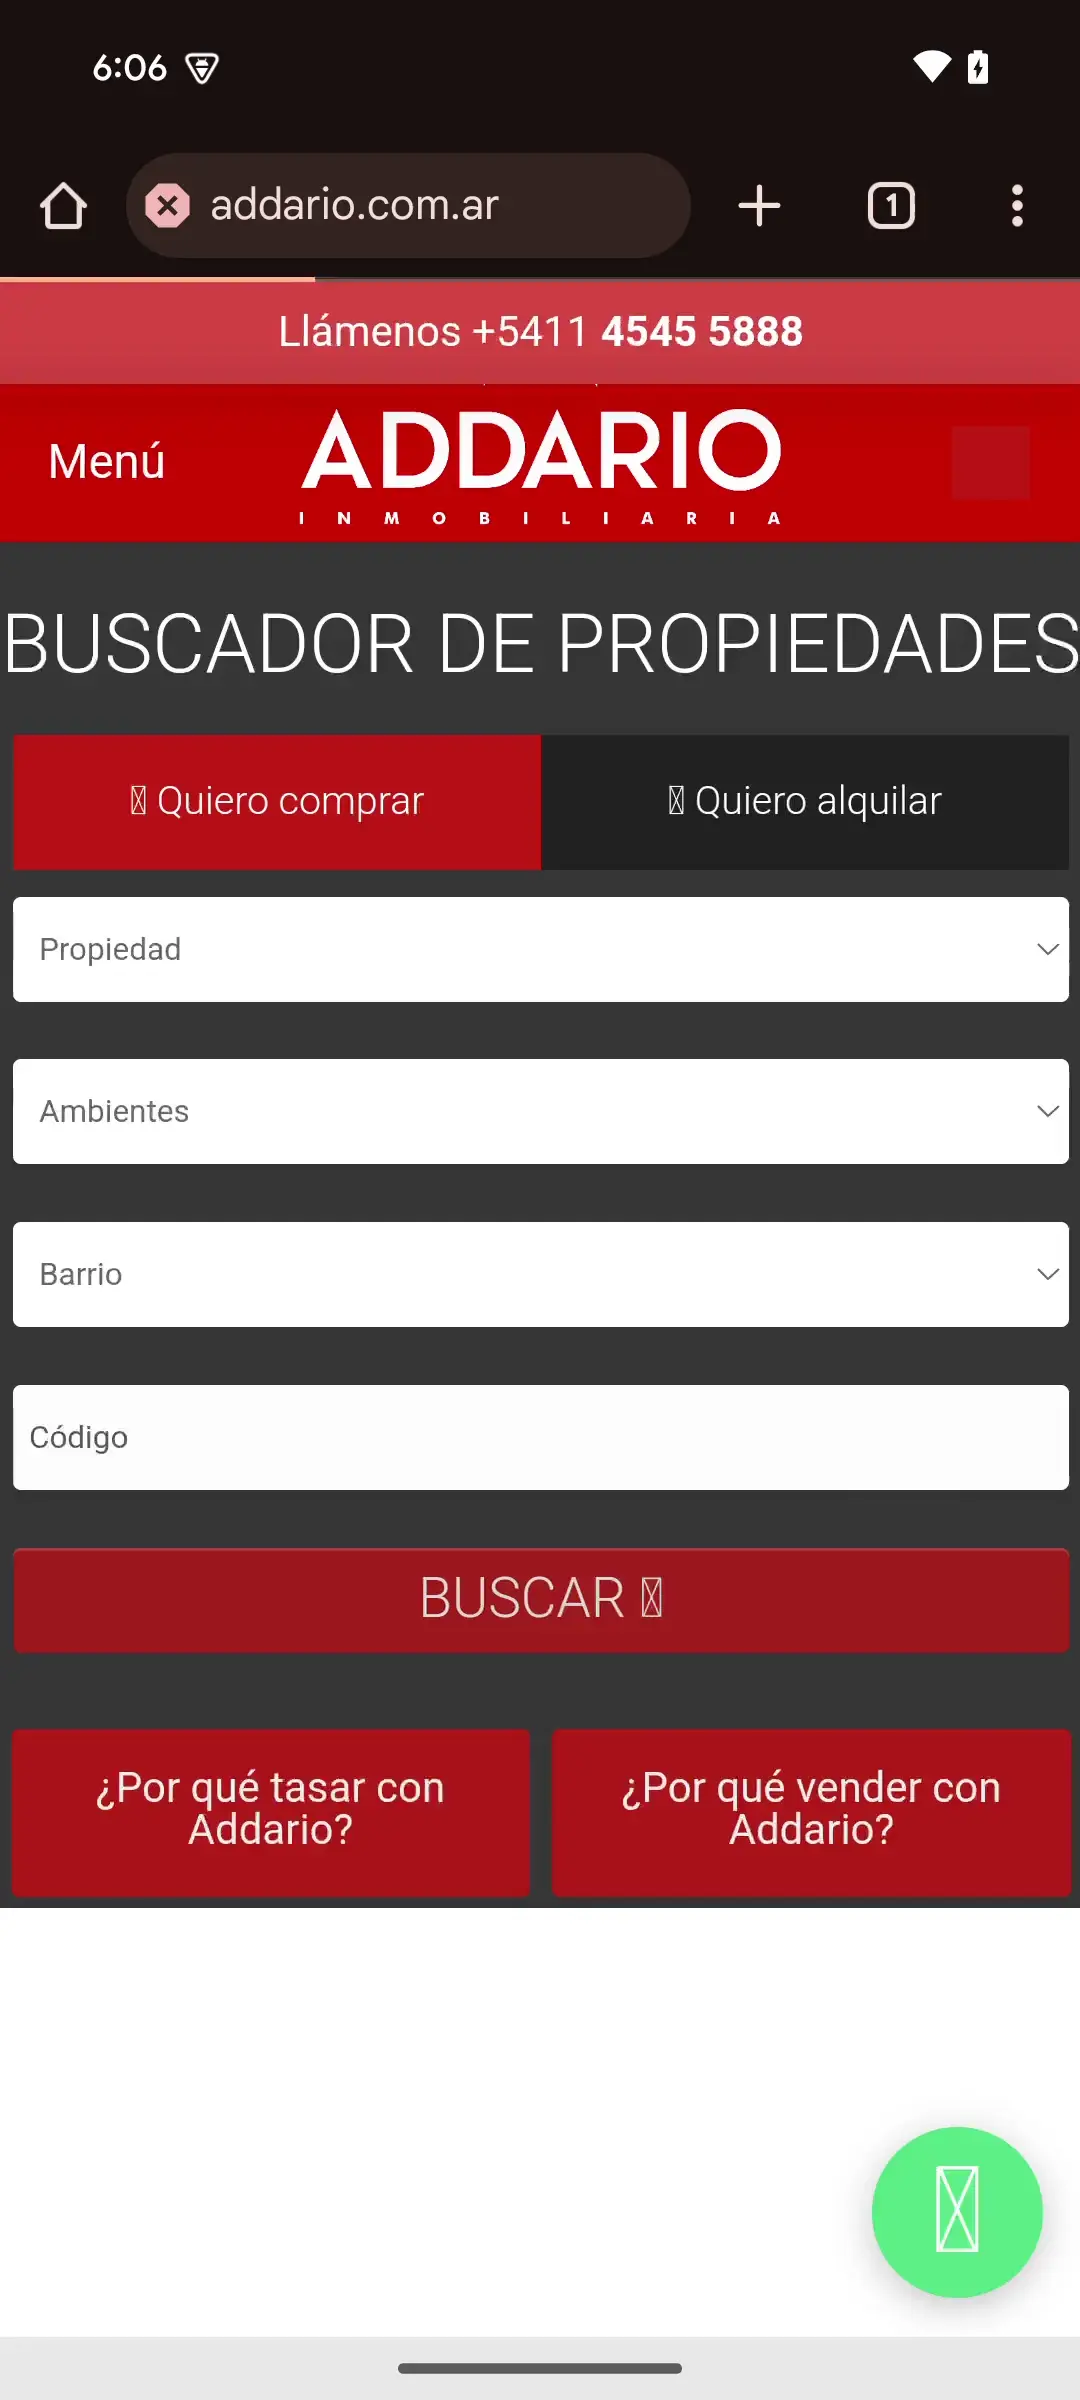 6:06
addario.com.ar
1
Llámenos +5411 4545 5888
Menú
ADDARIO
INMOBILIARIA
BUSCADOR DE PROPIEDADES
Quiero comprar
Quiero alquilar
Propiedad
Ambientes
Barrio
Código
BUSCAR
¿Por qué tasar con
Addario?
¿Por qué vender con
Addario?